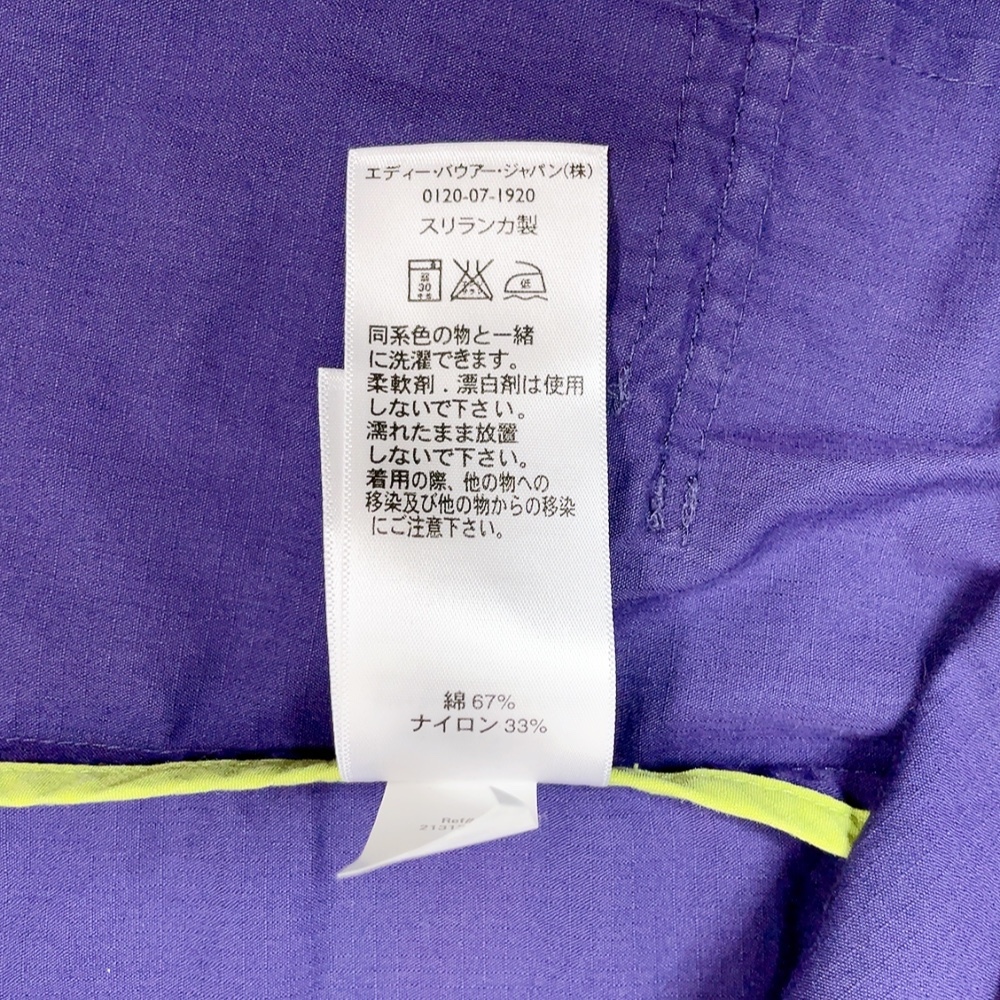 エディー・バウアー・ジャパン(株)
0120-07-1920
スリランカ製
弱
30
中性
低
同系色の物と一緒
に洗濯できます。
柔軟剤．漂白剤は使用
しないで下さい。
濡れたまま放置
しないで下さい。
着用の際、他の物への
移染及び他の物からの移染
にご注意下さい。
綿 67%
ナイロン 33%